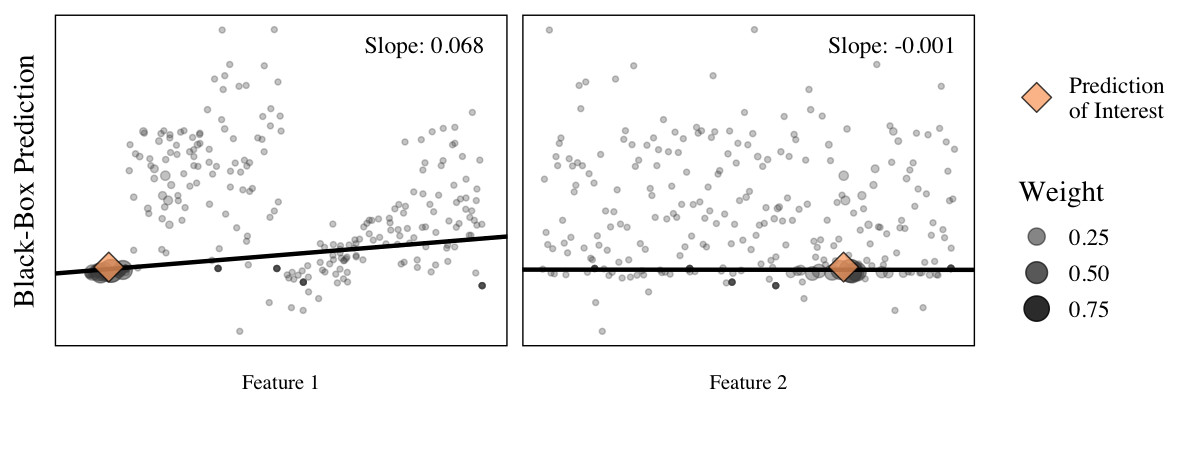 Black-Box Prediction
Slope: 0.068
Slope: -0.001
Feature 1
Feature 2
Prediction
of Interest
Weight
0.25
0.50
0.75